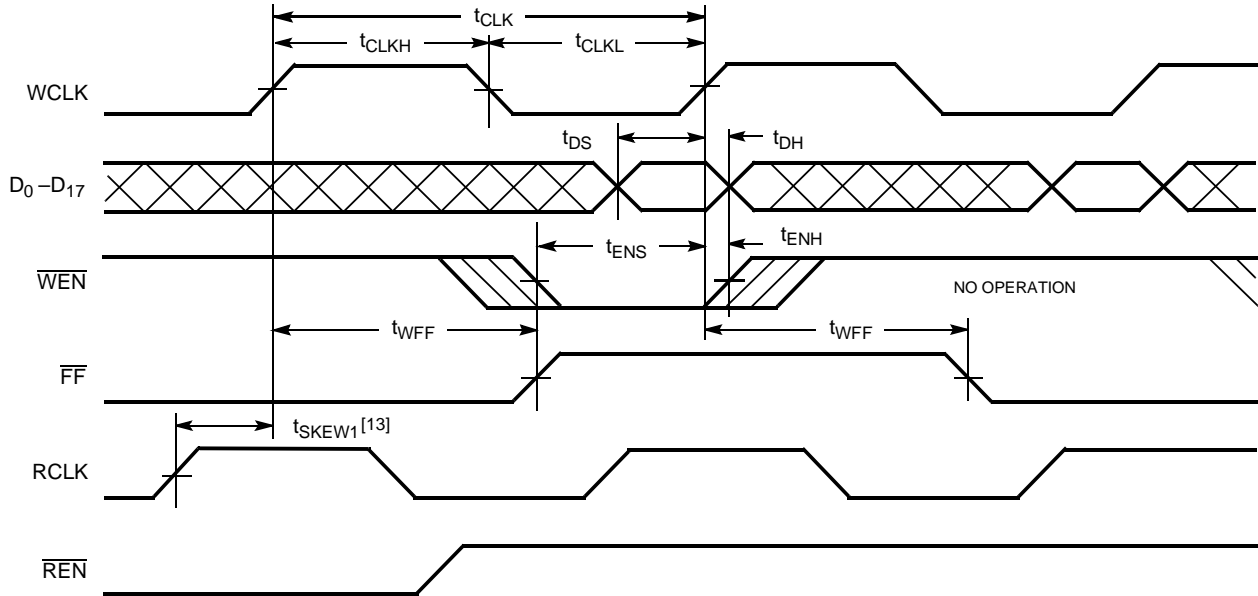 tCLK
tCLKH tCLKL
WCLK
tDS tDH
D0 –D17
tENS tENH
WEN
NO OPERATION
tWFF tWFF
FF
tSKEW1 [13]
RCLK
REN